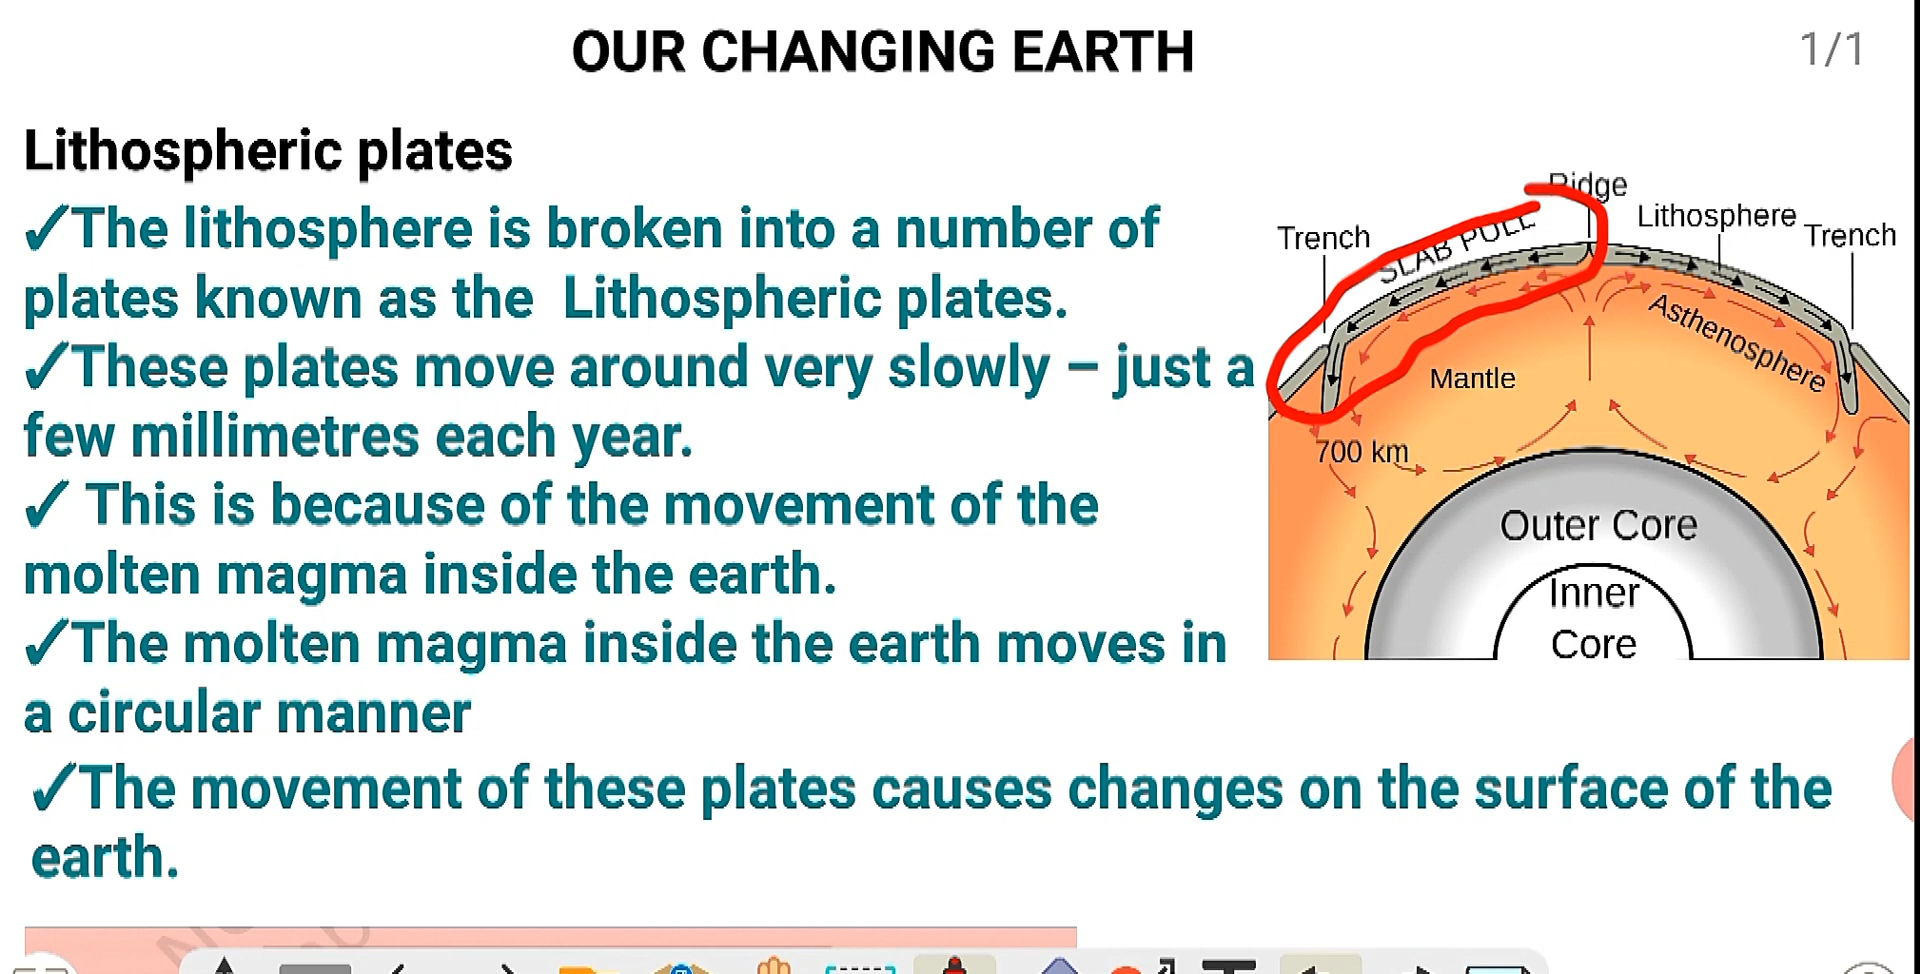 OUR CHANGING EARTH
1/1
Lithospheric plates
✓The lithosphere is broken into a number of
plates known as the Lithospheric plates.
✓These plates move around very slowly – just a
few millimetres each year.
✓ This is because of the movement of the
molten magma inside the earth.
✓The molten magma inside the earth moves in
a circular manner
✓The movement of these plates causes changes on the surface of the
earth.
Ridge
Lithosphere
Trench
Trench
SLAB PULL
Asthenosphere
Mantle
700 km
Outer Core
Inner
Core